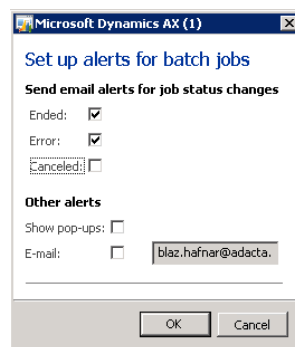 Microsoft Dynamics AX (1)
Set up alerts for batch jobs
Send email alerts for job status changes
Ended:
Error:
Canceled:
Other alerts
Show pop-ups:
E-mail: blaz.hafnar@adacta.
OK Cancel